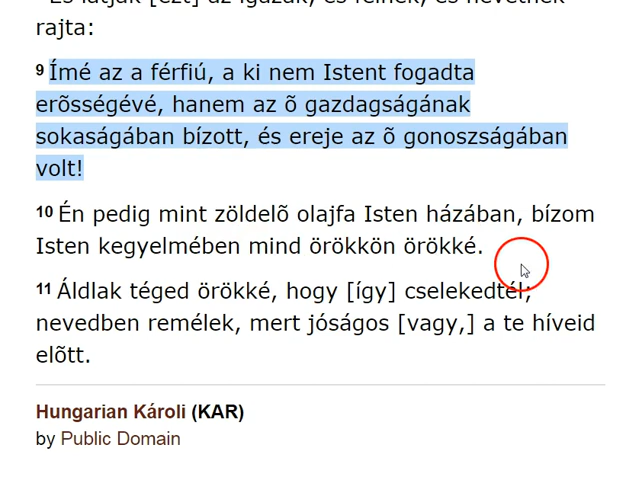 rajta:
9 Ímé az a férfiú, a ki nem Istent fogadta
erõsségévé, hanem az õ gazdagságának
sokaságában bízott, és ereje az õ gonoszságában
volt!
10 Én pedig mint zöldelõ olajfa Isten házában, bízom
Isten kegyelmében mind örökkön örökké.
11 Áldlak téged örökké, hogy [így] cselekedtél;
nevedben remélek, mert jóságos [vagy,] a te híveid
elõtt.
Hungarian Károli (KAR)
by Public Domain